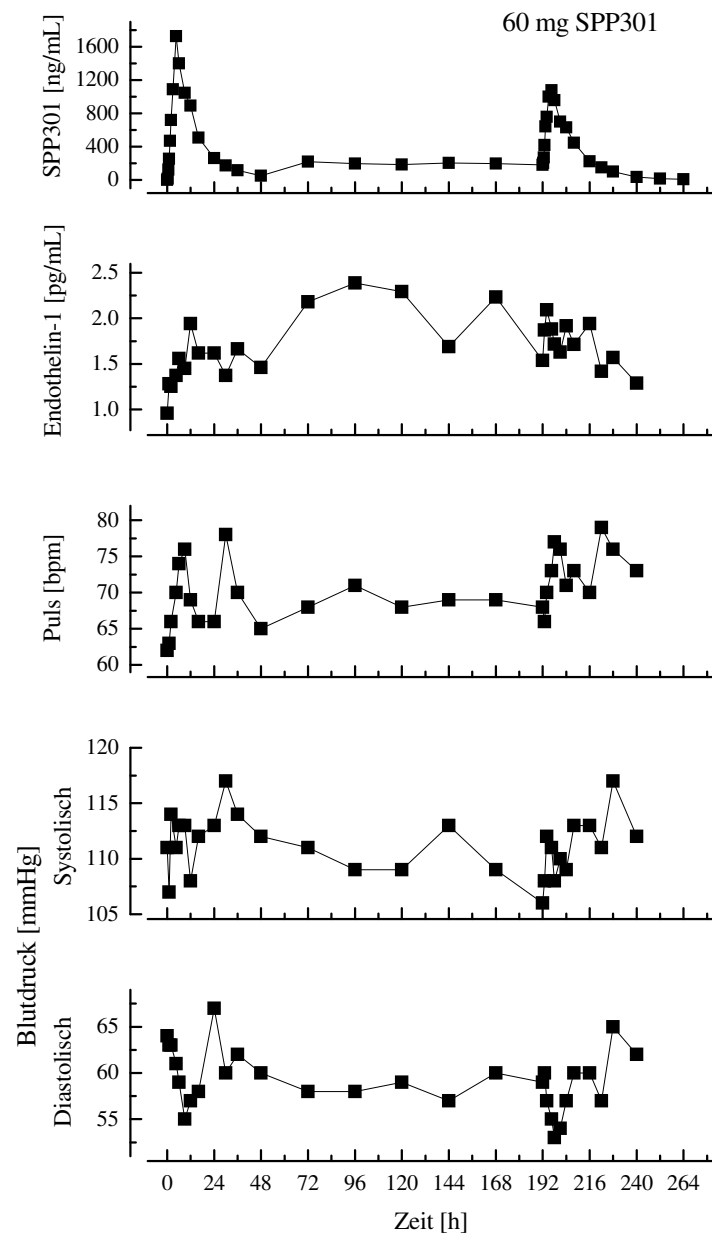 60 mg SPP301
SPP301 [ng/mL]
1600
1200
800
400
0
Endothelin-1 [pg/mL]
2.5
2.0
1.5
1.0
Puls [bpm]
80
75
70
65
60
Blutdruck [mmHg]
Systolisch
120
115
110
105
Diastolisch
65
60
55
0 24 48 72 96 120 144 168 192 216 240 264
Zeit [h]